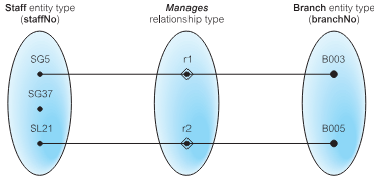 Staff entity type
(staffNo)
Manages
relationship type
Branch entity type
(branchNo)
SG5
r1
B003
SG37
SL21
r2
B005